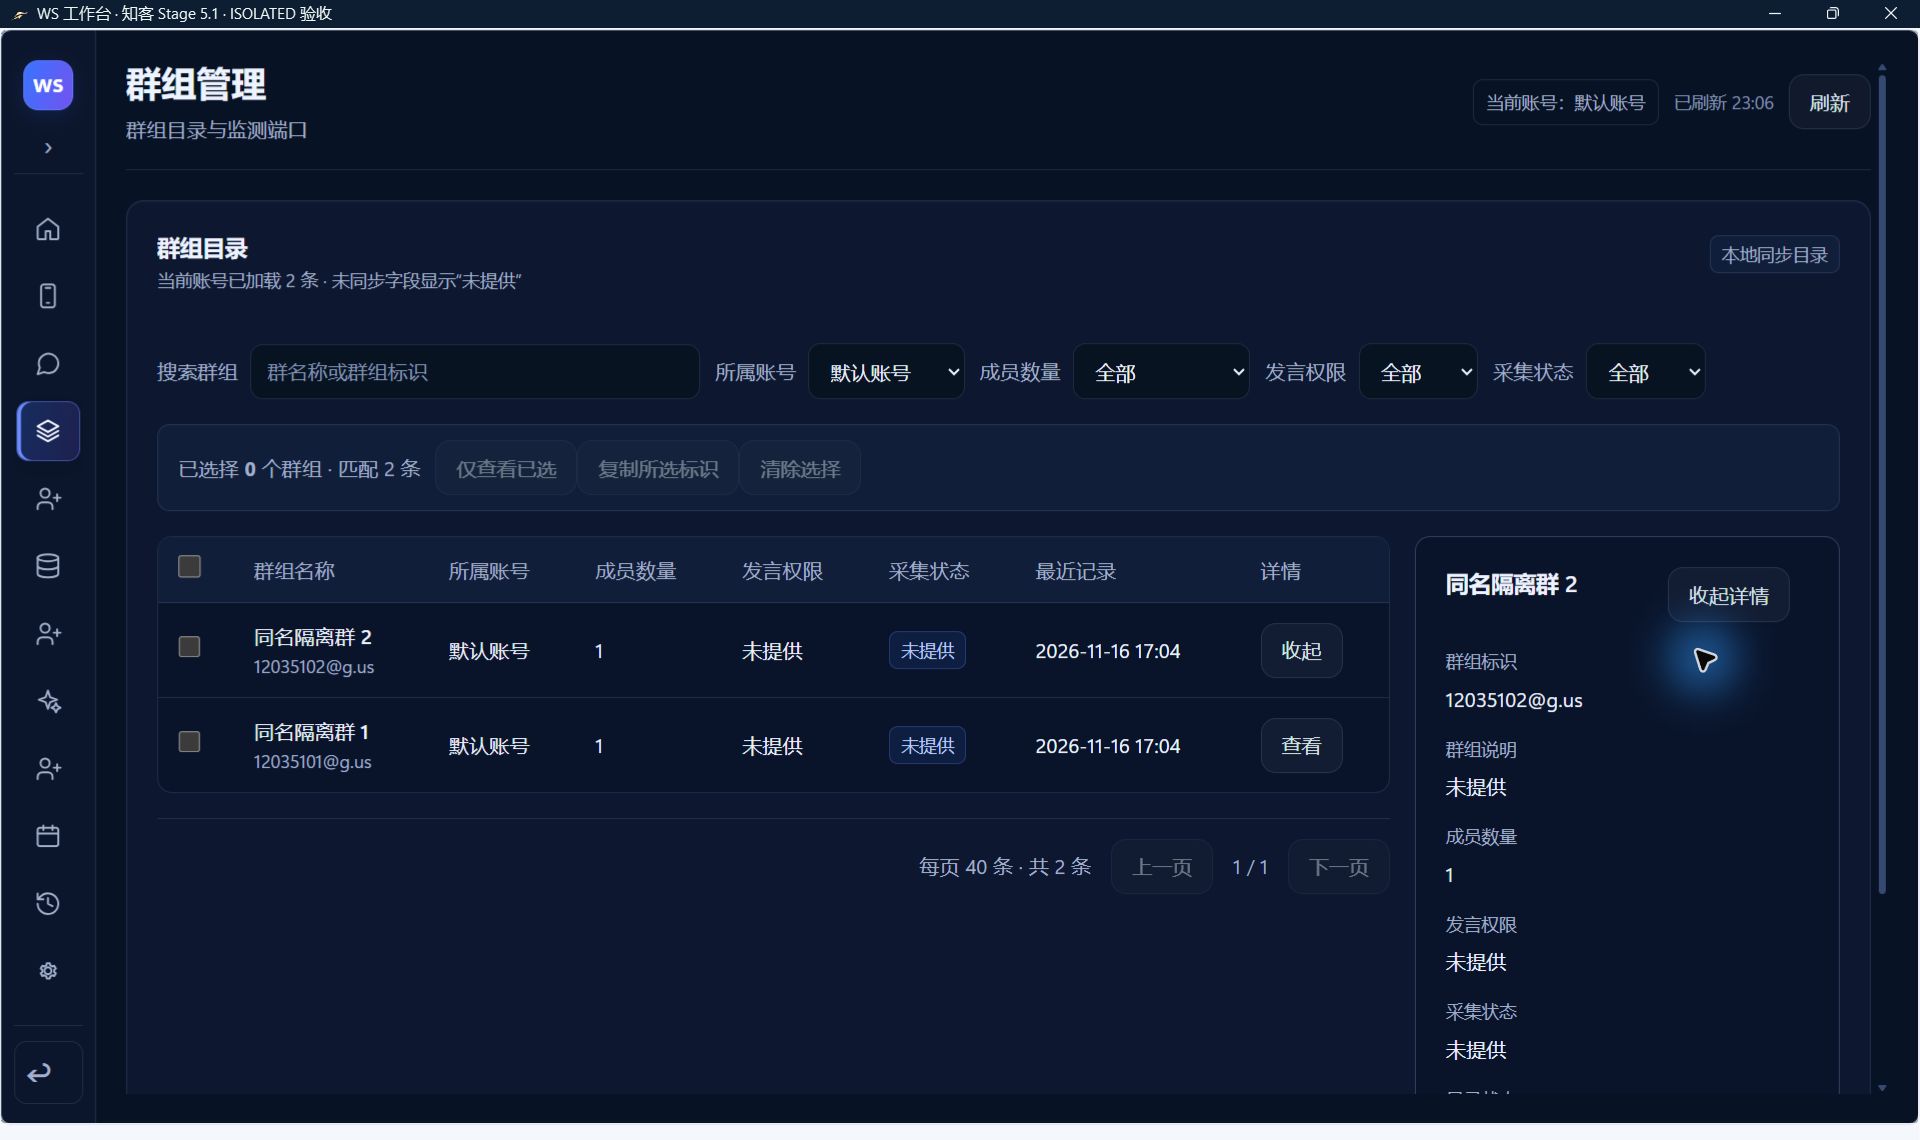 WS 工作台 · 知客 Stage 5.1 · ISOLATED 验收
WS
群组管理
群组目录与监测端口
当前账号：默认账号
已刷新 23:06
刷新
群组目录
当前账号已加载 2 条 · 未同步字段显示“未提供”
本地同步目录
搜索群组
群名称或群组标识
所属账号
默认账号
成员数量
全部
发言权限
全部
采集状态
全部
已选择 0 个群组 · 匹配 2 条
仅查看已选
复制所选标识
清除选择
群组名称
所属账号
成员数量
发言权限
采集状态
最近记录
详情
同名隔离群 2
12035102@g.us
默认账号
1
未提供
未提供
2026-11-16 17:04
收起
同名隔离群 1
12035101@g.us
默认账号
1
未提供
未提供
2026-11-16 17:04
查看
每页 40 条 · 共 2 条
上一页
1 / 1
下一页
同名隔离群 2
收起详情
群组标识
12035102@g.us
群组说明
未提供
成员数量
1
发言权限
未提供
采集状态
未提供